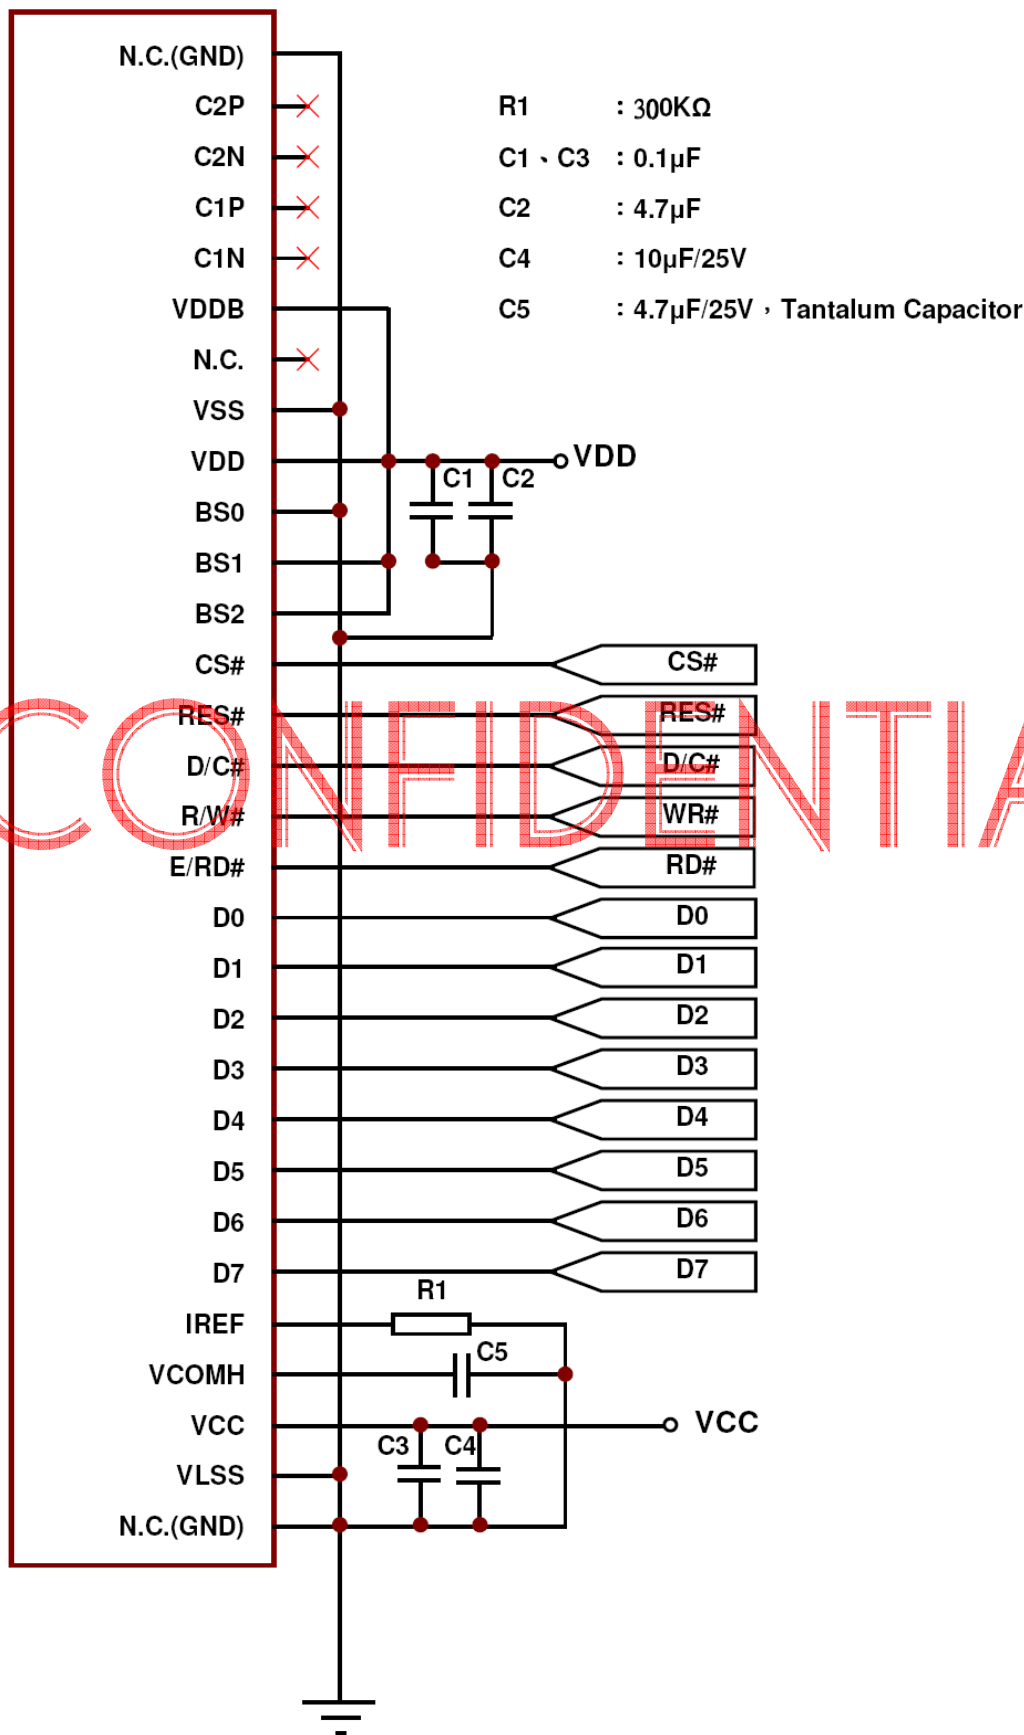 N.C.(GND)
C2P
R1 : 300KΩ
C2N
C1、C3 : 0.1µF
C1P
C2 : 4.7µF
C1N
C4 : 10µF/25V
VDDB
C5 : 4.7µF/25V，Tantalum Capacitor
N.C.
VSS
VDD
VDD
C1 C2
BS0
BS1
BS2
CS# CS#
RES# RES#
D/C# D/C#
R/W# WR#
CONFIDENTIA
E/RD# RD#
D0 D0
D1 D1
D2 D2
D3 D3
D4 D4
D5 D5
D6 D6
D7 D7
R1
IREF
C5
VCOMH
VCC VCC
C3 C4
VLSS
N.C.(GND)